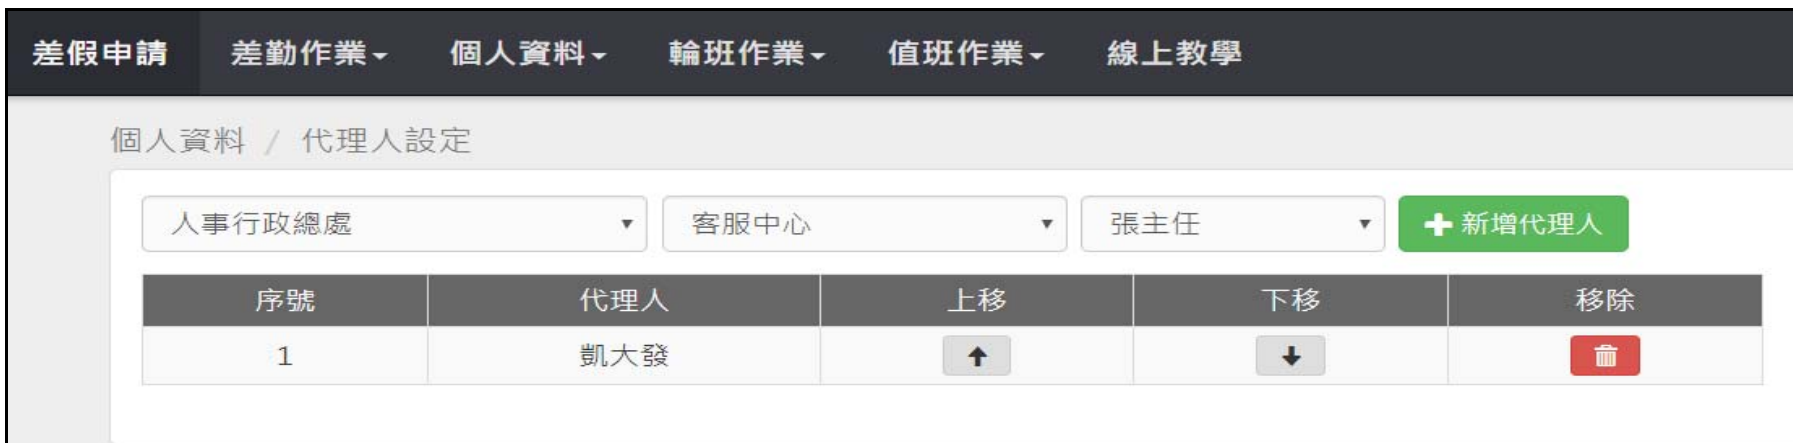 差假申請 差勤作業 個人資料 輪班作業 值班作業 線上教學
個人資料 / 代理人設定
人事行政總處 客服中心 張主任 新增代理人
序號 代理人 上移 下移 移除
1 凱大發